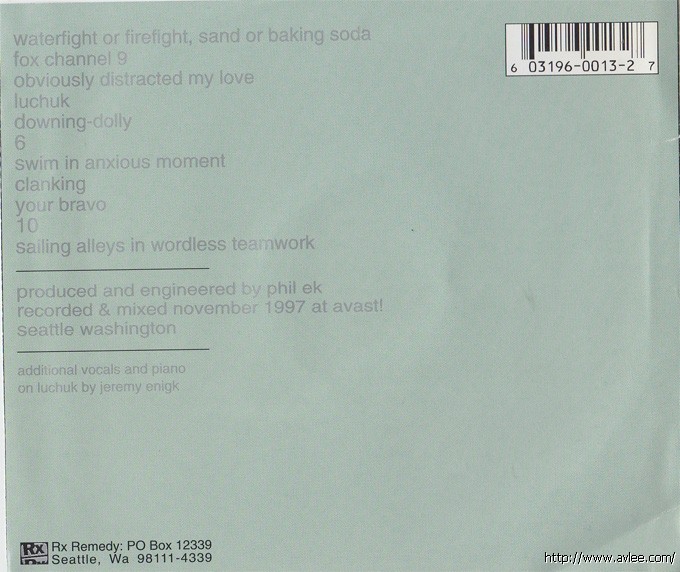 waterfight or firefight, sand or baking soda
fox channel 9
obviously distracted my love
luchuk
downing-dolly
6
swim in anxious moment
clanking
your bravo
10
sailing alleys in wordless teamwork
produced and engineered by phil ek
recorded & mixed november 1997 at avast!
seattle washington
additional vocals and piano
on luchuk by jeremy enigk
6 03196-0013-2 7
Rx Rx Remedy: PO Box 12339
Seattle, Wa 98111-4339
http://www.avlee.com/